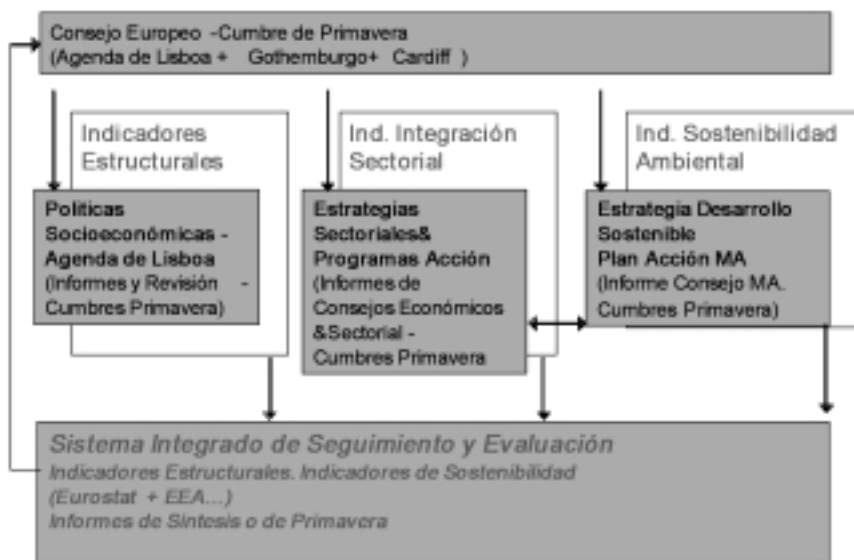 Consejo Europeo -Cumbre de Primavera
(Agenda de Lisboa + Gothemburgo+ Cardiff )
Indicadores
Estructurales
Políticas
Socioeconómicas -
Agenda de Lisboa
(Informes y Revisión -
Cumbres Primavera)
Ind. Integración
Sectorial
Estrategias
Sectoriales&
Programas Acción
(Informes de
Consejos Económicos
&Sectorial -
Cumbres Primavera
Ind. Sostenibilidad
Ambiental
Estrategia Desarrollo
Sostenible
Plan Acción MA
(Informe Consejo MA.
Cumbres Primavera)
Sistema Integrado de Seguimiento y Evaluación
Indicadores Estructurales. Indicadores de Sostenibilidad
(Eurostat + EEA...)
Informes de Síntesis o de Primavera